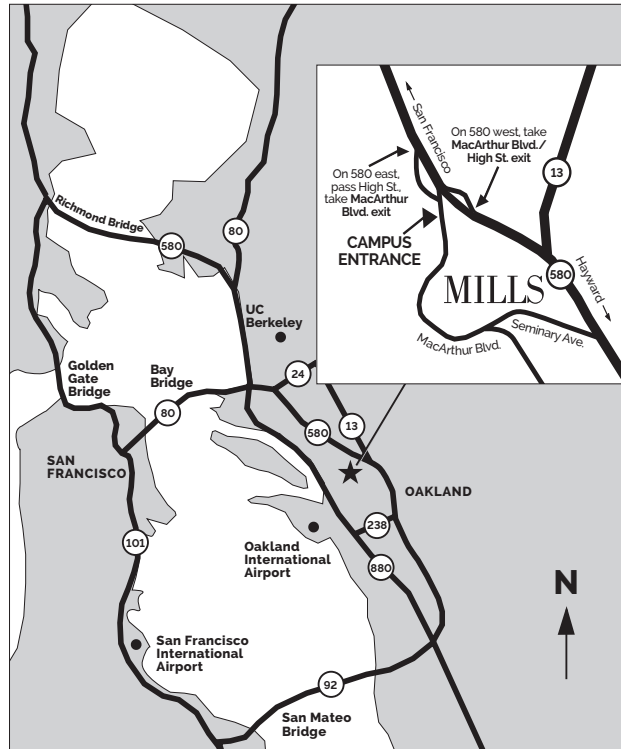 San Francisco
On 580 west, take
MacArthur Blvd./
High St. exit
On 580 east,
pass High St.,
take MacArthur
Blvd. exit
13
CAMPUS
ENTRANCE
580
Hayward
MILLS
Seminary Ave.
MacArthur Blvd.
Richmond Bridge
580
80
UC
Berkeley
Golden
Gate
Bridge
Bay
Bridge
24
80
580
13
SAN
FRANCISCO
OAKLAND
238
101
Oakland
International
Airport
880
N
San Francisco
International
Airport
92
San Mateo
Bridge